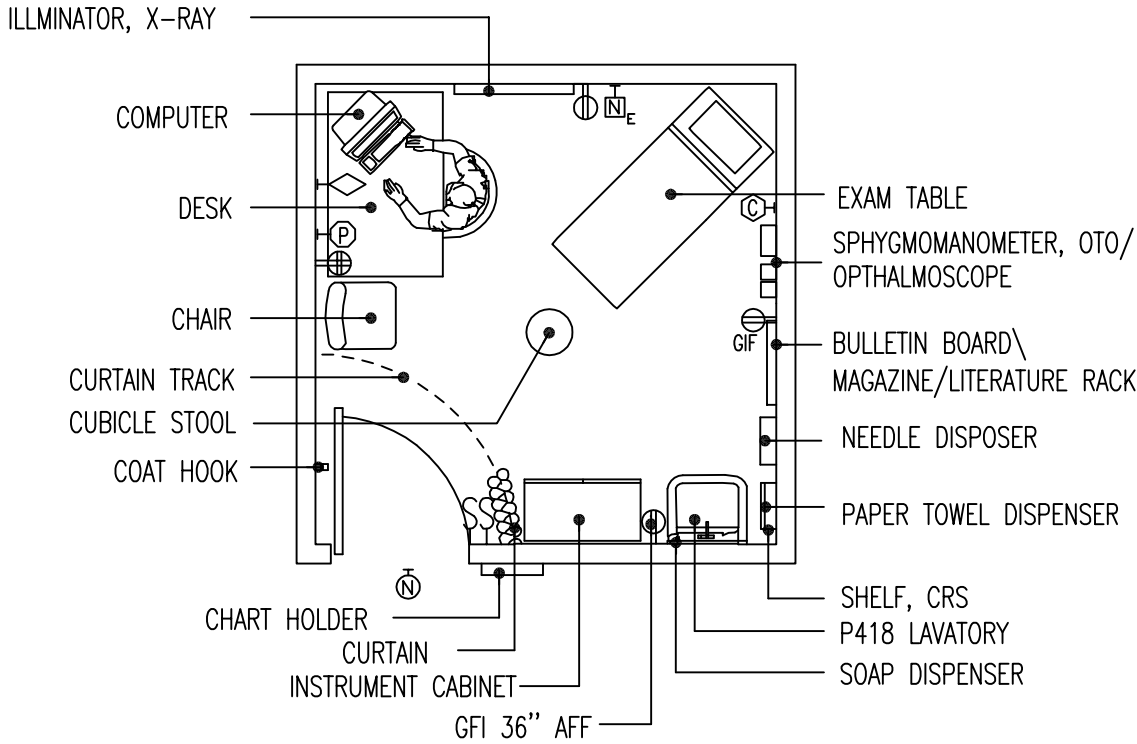 ILLMINATOR, X-RAY
COMPUTER
DESK
CHAIR
CURTAIN TRACK
CUBICLE STOOL
COAT HOOK
CHART HOLDER
CURTAIN
INSTRUMENT CABINET
GFI 36'' AFF
N
E
P
C
GIF
N
EXAM TABLE
SPHYGMOMANOMETER, OTO/
OPTHALMOSCOPE
BULLETIN BOARD\
MAGAZINE/LITERATURE RACK
NEEDLE DISPOSER
PAPER TOWEL DISPENSER
SHELF, CRS
P418 LAVATORY
SOAP DISPENSER